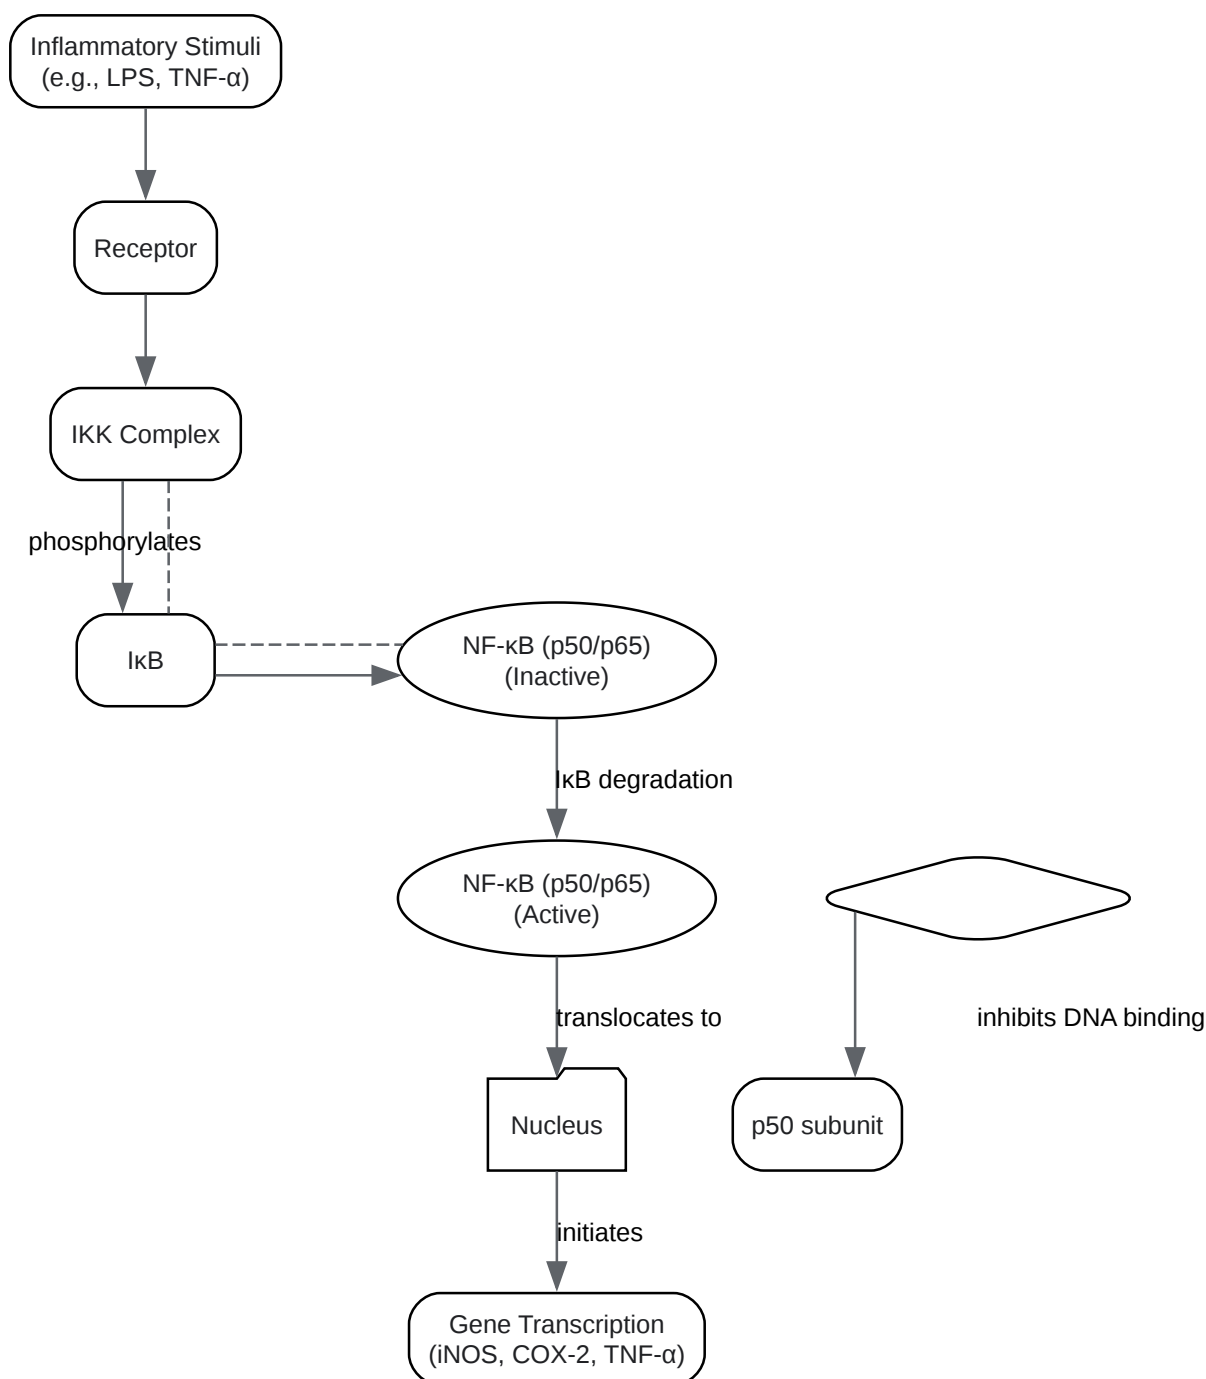 Inflammatory Stimuli
(e.g., LPS, TNF-α)
Receptor
IKK Complex
phosphorylates
IκB
NF-κB (p50/p65)
(Inactive)
IκB degradation
NF-κB (p50/p65)
(Active)
translocates to
inhibits DNA binding
Nucleus
p50 subunit
initiates
Gene Transcription
(iNOS, COX-2, TNF-α)